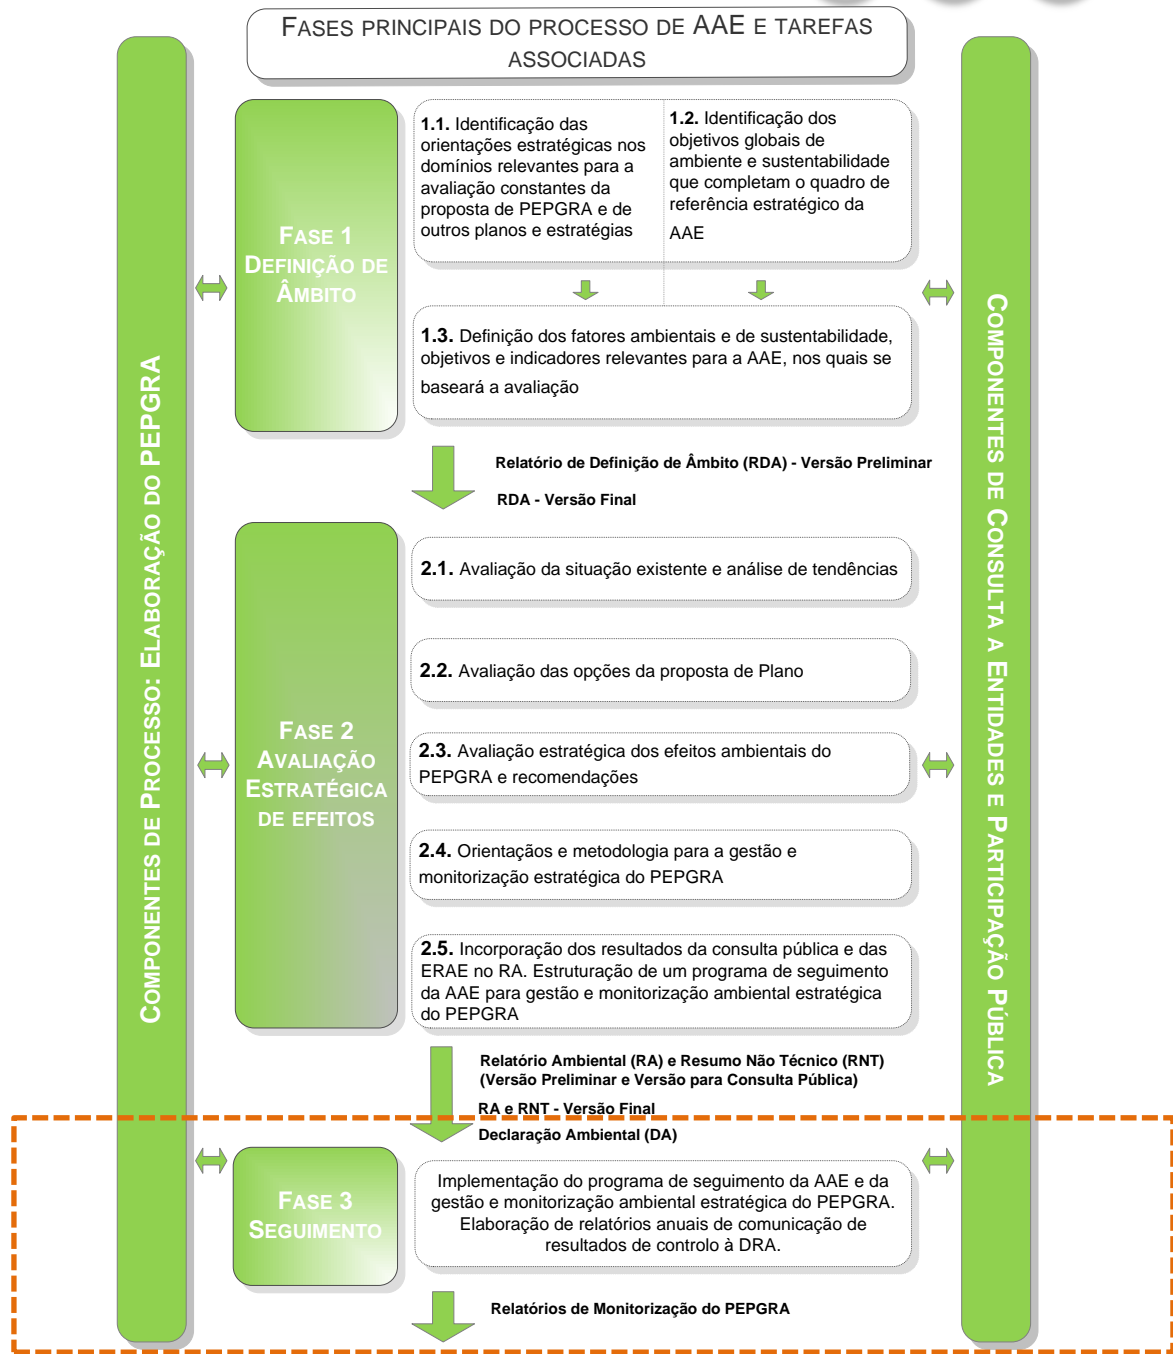 FASES PRINCIPAIS DO PROCESSO DE AAE E TAREFAS
ASSOCIADAS
COMPONENTES DE PROCESSO: ELABORAÇÃO DO PEPGRA
FASE 1
DEFINIÇÃO DE
ÂMBITO
1.1. Identificação das
orientações estratégicas nos
domínios relevantes para a
avaliação constantes da
proposta de PEPGRA e de
outros planos e estratégias
1.2. Identificação dos
objetivos globais de
ambiente e sustentabilidade
que completam o quadro de
referência estratégico da
AAE
1.3. Definição dos fatores ambientais e de sustentabilidade,
objetivos e indicadores relevantes para a AAE, nos quais se
baseará a avaliação
Relatório de Definição de Âmbito (RDA) - Versão Preliminar
RDA - Versão Final
FASE 2
AVALIAÇÃO
ESTRATÉGICA
DE EFEITOS
2.1. Avaliação da situação existente e análise de tendências
2.2. Avaliação das opções da proposta de Plano
2.3. Avaliação estratégica dos efeitos ambientais do
PEPGRA e recomendações
2.4. Orientaçãos e metodologia para a gestão e
monitorização estratégica do PEPGRA
2.5. Incorporação dos resultados da consulta pública e das
ERAE no RA. Estruturação de um programa de seguimento
da AAE para gestão e monitorização ambiental estratégica
do PEPGRA
Relatório Ambiental (RA) e Resumo Não Técnico (RNT)
(Versão Preliminar e Versão para Consulta Pública)
RA e RNT - Versão Final
Declaração Ambiental (DA)
FASE 3
SEGUIMENTO
Implementação do programa de seguimento da AAE e da
gestão e monitorização ambiental estratégica do PEPGRA.
Elaboração de relatórios anuais de comunicação de
resultados de controlo à DRA.
Relatórios de Monitorização do PEPGRA
COMPONENTES DE CONSULTA A ENTIDADES E PARTICIPAÇÃO PÚBLICA